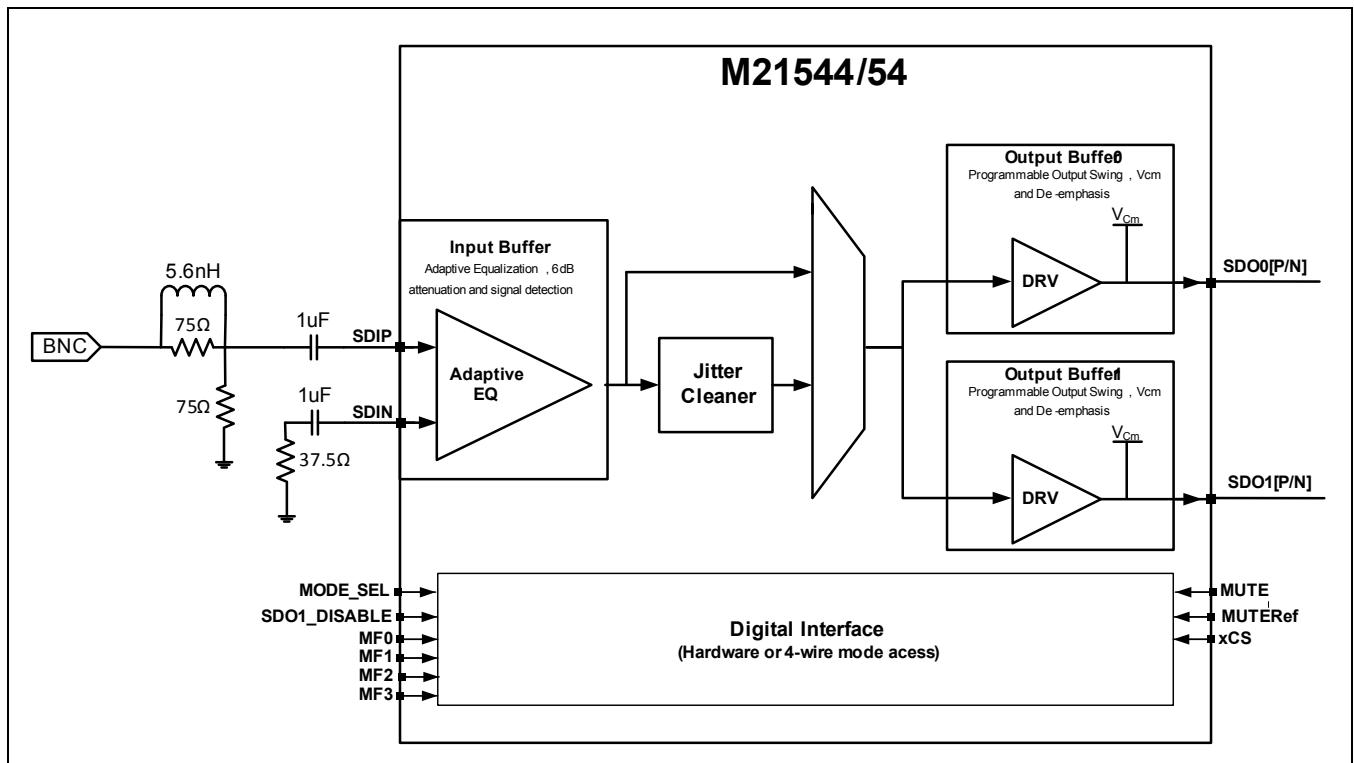 M21544/54
Output Buffer0
Programmable Output Swing , Vcm
and De -emphasis
VCm
DRV
SDO0[P/N]
Input Buffer
Adaptive Equalization , 6dB
attenuation and signal detection
5.6nH
75Ω
BNC
1uF
SDIP
75Ω
1uF
SDIN
37.5Ω
Adaptive
EQ
Jitter
Cleaner
Output Buffer1
Programmable Output Swing , Vcm
and De -emphasis
VCm
DRV
SDO1[P/N]
MODE_SEL
SDO1_DISABLE
MF0
MF1
MF2
MF3
Digital Interface
(Hardware or 4-wire mode acess)
MUTE
MUTERef
xCS